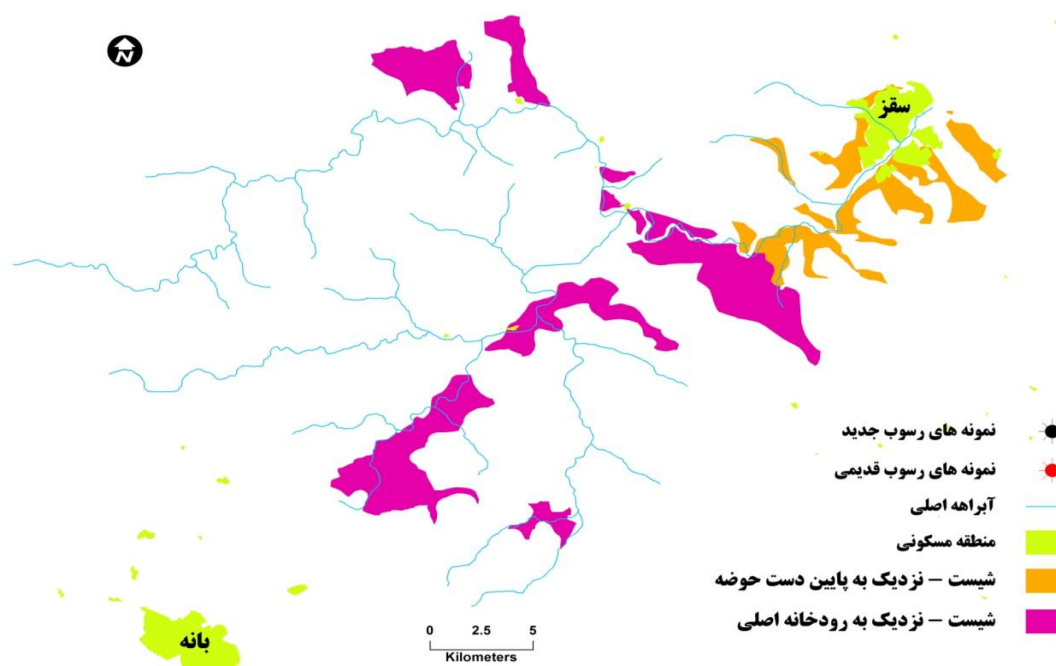 N
سقز
نمونه های رسوب جدید
نمونه های رسوب قدیمی
آبراهه اصلی
منطقه مسکونی
شیست – نزدیک به پایین دست حوضه
شیست – نزدیک به رودخانه اصلی
بانه
0 2.5 5
Kilometers